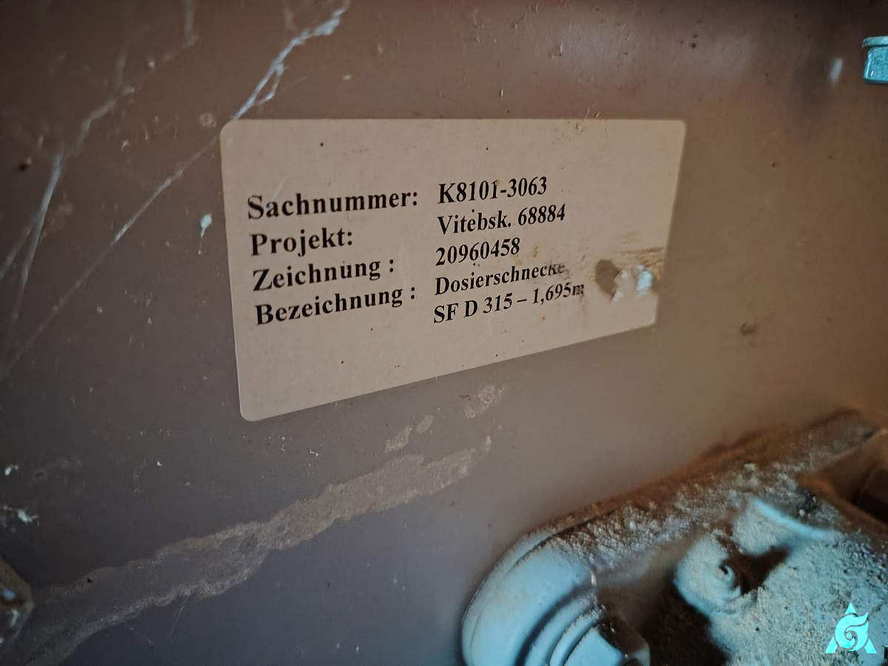 Sachnummer: K8101-3063
Projekt: Vitebsk. 68884
Zeichnung : 20960458
Bezeichnung : Dosierschnecke
SF D 315 – 1,695m